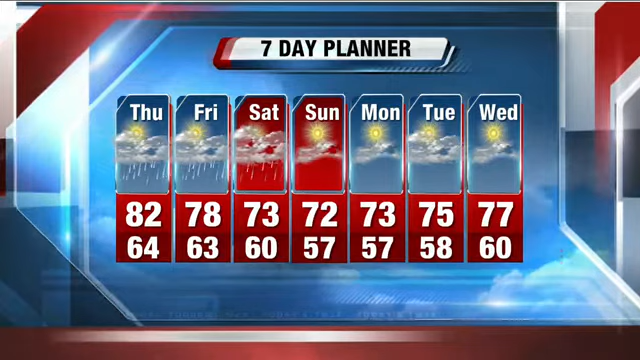 7 DAY PLANNER
Thu Fri Sat Sun Mon Tue Wed
82 78 73 72 73 75 77
64 63 60 57 57 58 60